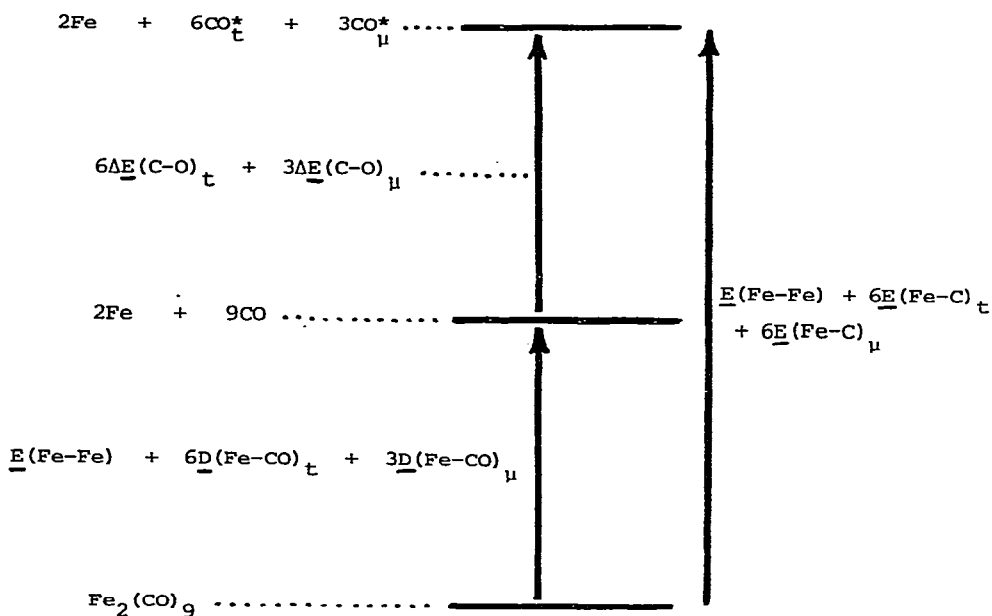 2Fe + 6CO*t + 3CO*μ ·····
6ΔE(C-O)t + 3ΔE(C-O)μ ········
2Fe + 9CO ············
E(Fe-Fe) + 6E(Fe-C)t
+ 6E(Fe-C)μ
E(Fe-Fe) + 6D(Fe-CO)t + 3D(Fe-CO)μ
Fe2(CO)9 ············